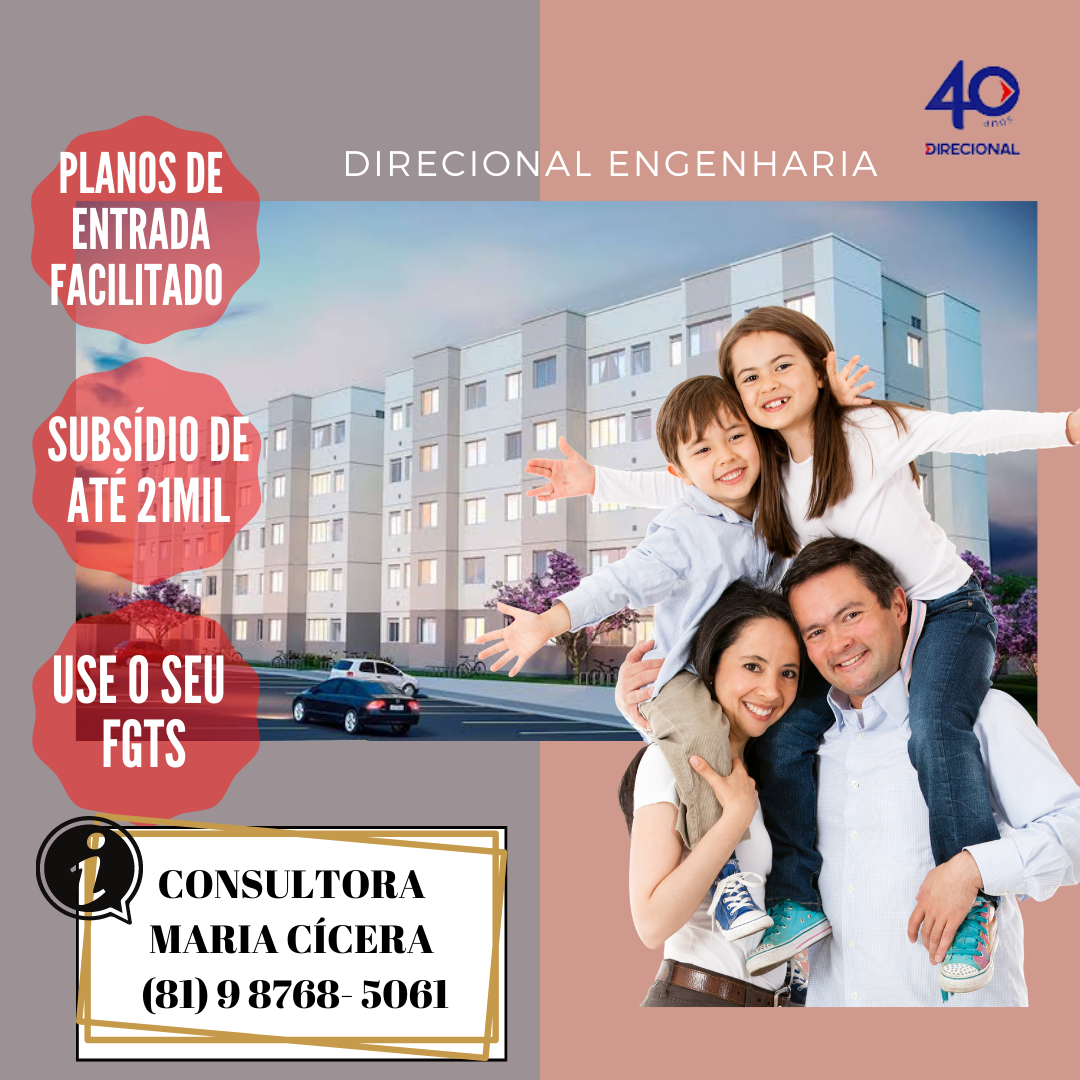 40
anos
DIRECIONAL
DIRECIONAL ENGENHARIA
PLANOS DE
ENTRADA
FACILITADO
SUBSÍDIO DE
ATÉ 21MIL
USE O SEU
FGTS
i
CONSULTORA
MARIA CÍCERA
(81) 9 8768- 5061